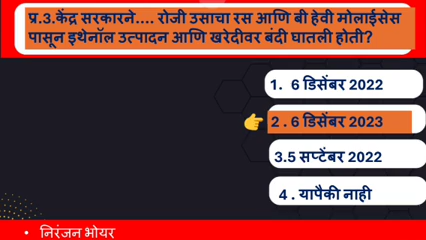 प्र.3.केंद्र सरकारने.... रोजी उसाचा रस आणि बी हेवी मोलाईसेस
पासून इथेनॉल उत्पादन आणि खरेदीवर बंदी घातली होती?
1. 6 डिसेंबर 2022
2 . 6 डिसेंबर 2023
3.5 सप्टेंबर 2022
4 . यापैकी नाही
• निरंजन भोयर